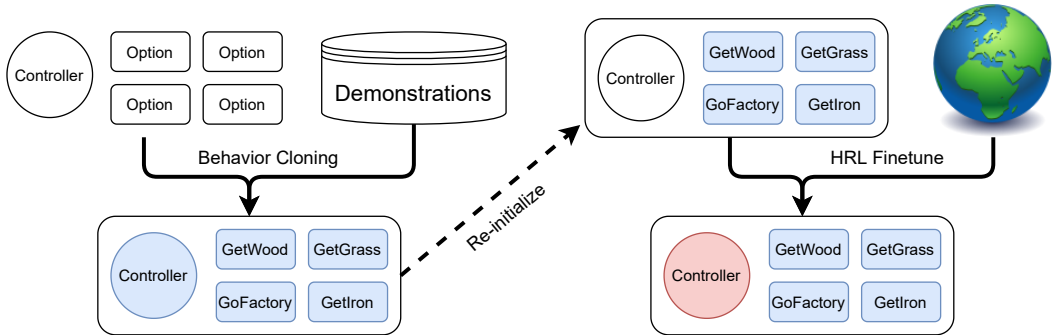 Controller
Option
Option
Option
Option
Demonstrations
Behavior Cloning
Controller
GetWood
GetGrass
GoFactory
GetIron
Re-initialize
Controller
GetWood
GetGrass
GoFactory
GetIron
HRL Finetune
Controller
GetWood
GetGrass
GoFactory
GetIron